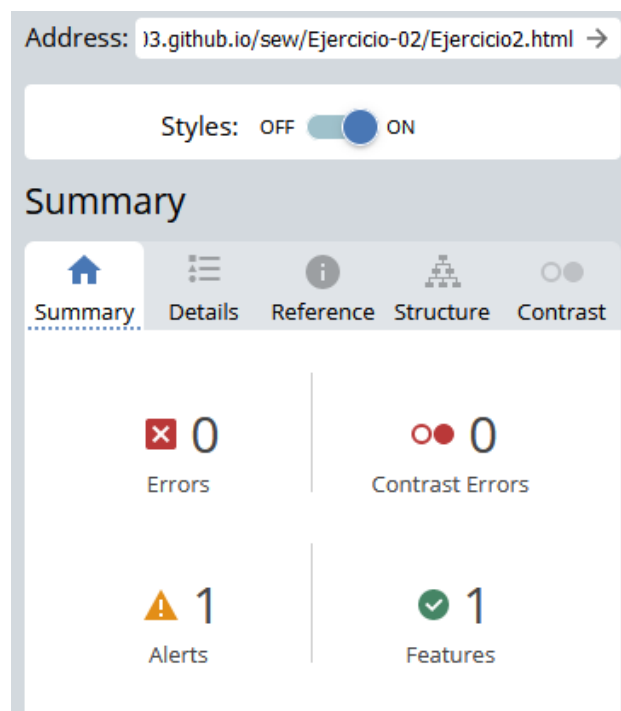 Address: 03.github.io/sew/Ejercicio-02/Ejercicio2.html
Styles: OFF ON
Summary
Summary Details Reference Structure Contrast
0 0
Errors Contrast Errors
1 1
Alerts Features